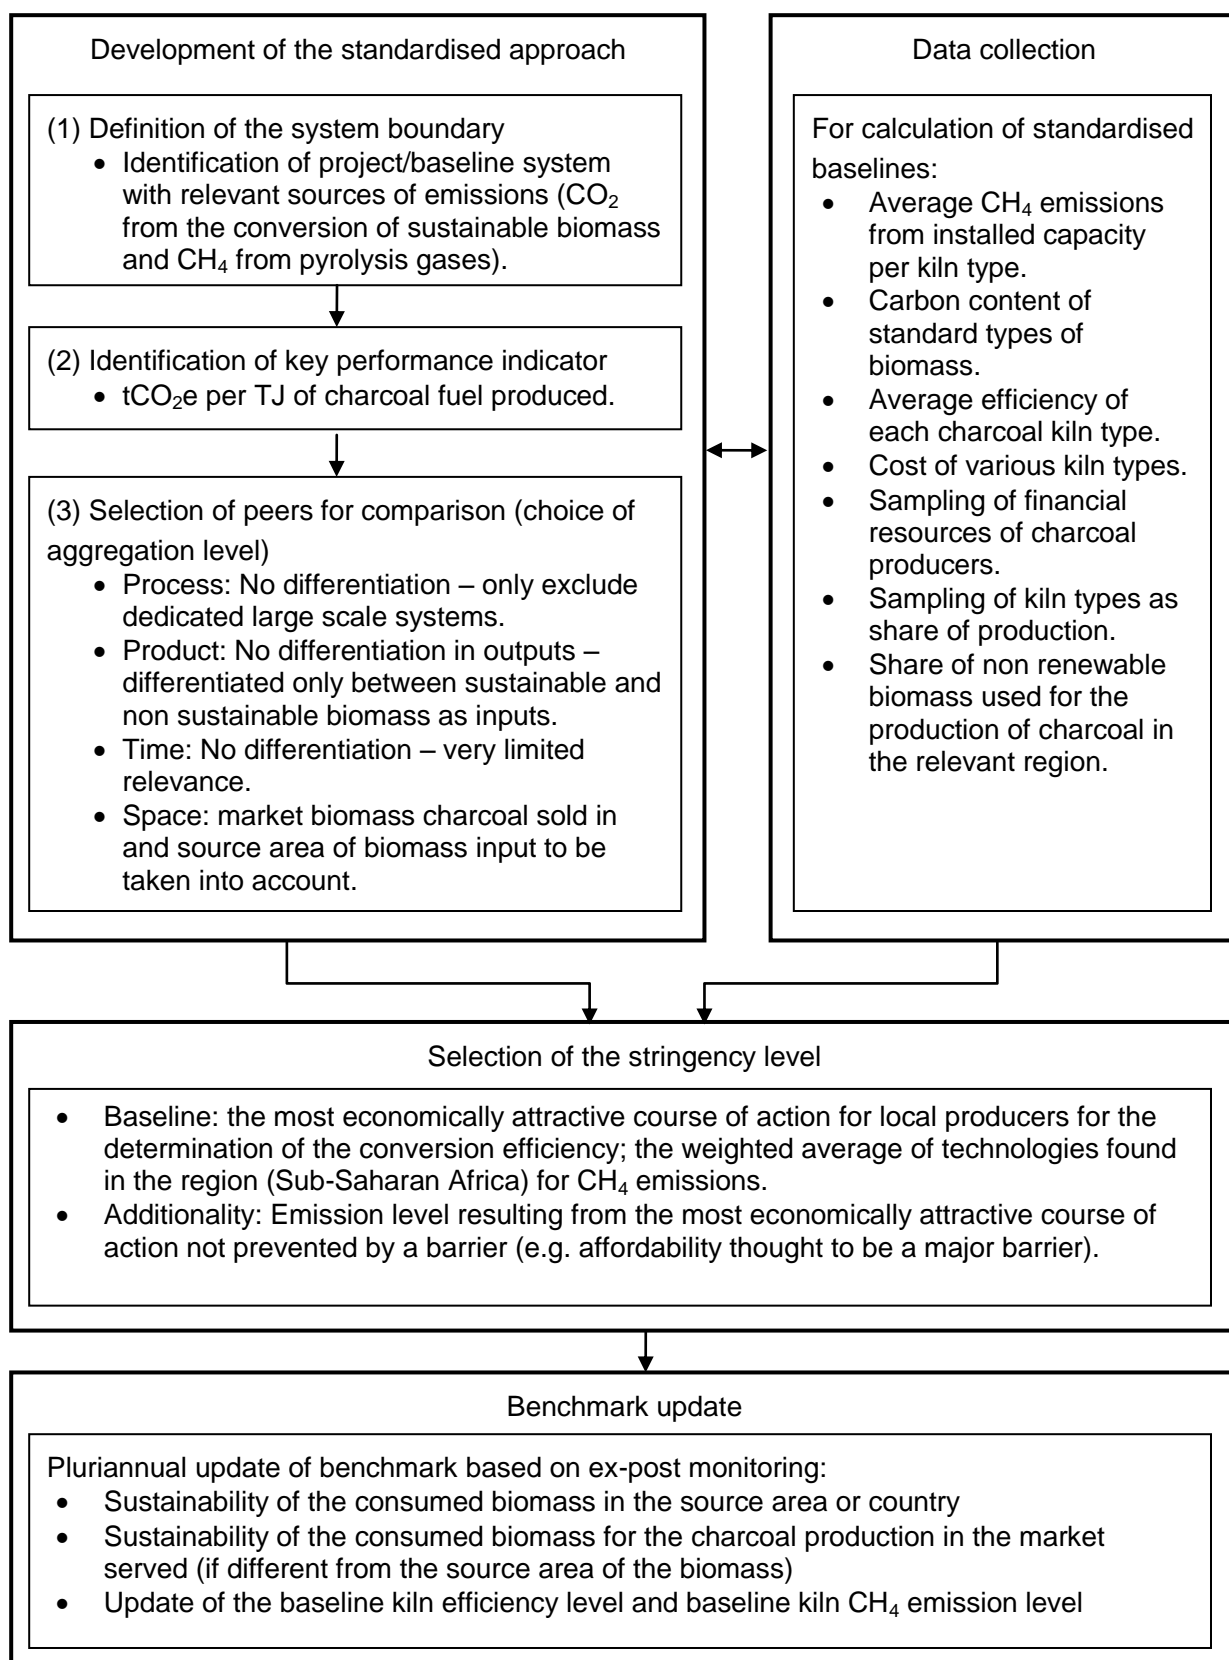 Development of the standardised approach
(1) Definition of the system boundary
• Identification of project/baseline system
with relevant sources of emissions (CO₂
from the conversion of sustainable biomass
and CH₄ from pyrolysis gases).
(2) Identification of key performance indicator
• tCO₂e per TJ of charcoal fuel produced.
(3) Selection of peers for comparison (choice of
aggregation level)
• Process: No differentiation – only exclude
dedicated large scale systems.
• Product: No differentiation in outputs –
differentiated only between sustainable and
non sustainable biomass as inputs.
• Time: No differentiation – very limited
relevance.
• Space: market biomass charcoal sold in
and source area of biomass input to be
taken into account.
Data collection
For calculation of standardised
baselines:
• Average CH₄ emissions
from installed capacity
per kiln type.
• Carbon content of
standard types of
biomass.
• Average efficiency of
each charcoal kiln type.
• Cost of various kiln types.
• Sampling of financial
resources of charcoal
producers.
• Sampling of kiln types as
share of production.
• Share of non renewable
biomass used for the
production of charcoal in
the relevant region.
Selection of the stringency level
• Baseline: the most economically attractive course of action for local producers for the
determination of the conversion efficiency; the weighted average of technologies found
in the region (Sub-Saharan Africa) for CH₄ emissions.
• Additionality: Emission level resulting from the most economically attractive course of
action not prevented by a barrier (e.g. affordability thought to be a major barrier).
Benchmark update
Pluriannual update of benchmark based on ex-post monitoring:
• Sustainability of the consumed biomass in the source area or country
• Sustainability of the consumed biomass for the charcoal production in the market
served (if different from the source area of the biomass)
• Update of the baseline kiln efficiency level and baseline kiln CH₄ emission level